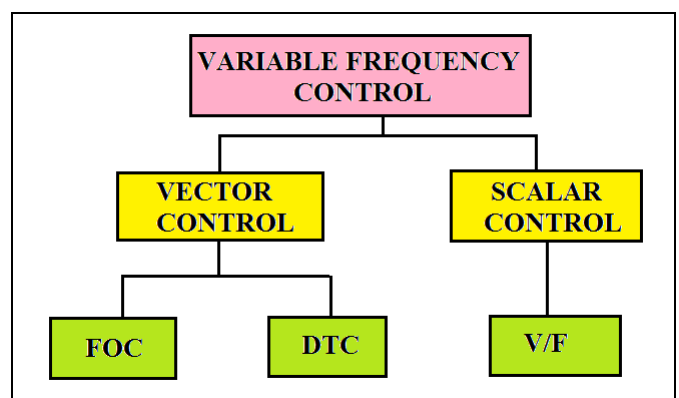 VARIABLE FREQUENCY
CONTROL
VECTOR
CONTROL
SCALAR
CONTROL
FOC
DTC
V/F